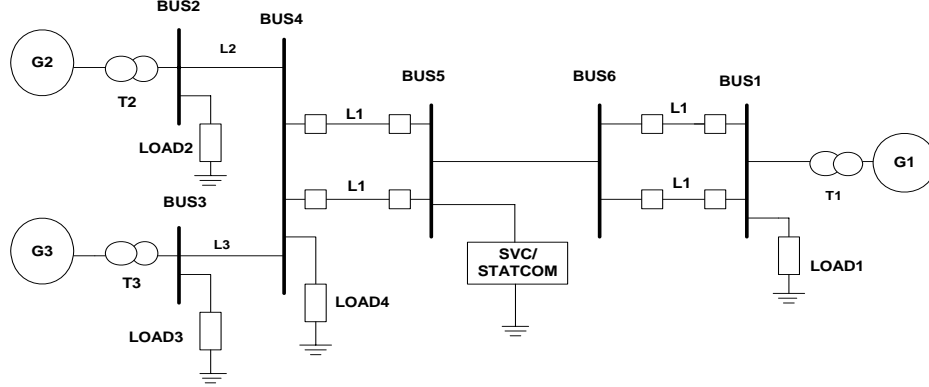 BUS2
BUS4
G2
L2
T2
LOAD2
BUS5
BUS6
BUS1
L1
L1
L1
L1
G1
T1
BUS3
G3
L3
T3
LOAD3
LOAD4
SVC/
STATCOM
LOAD1